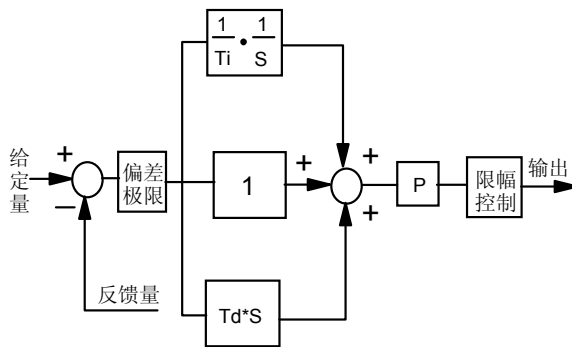 1 1
Ti • S
+
给定量
+
−
偏差
极限
1
+
+
P
限幅
控制
输出
+
反馈量
Td*S